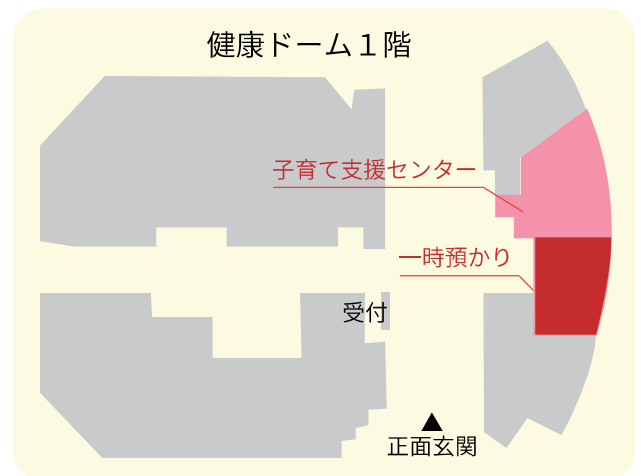 健康ドーム１階
子育て支援センター
一時預かり
受付
正面玄関